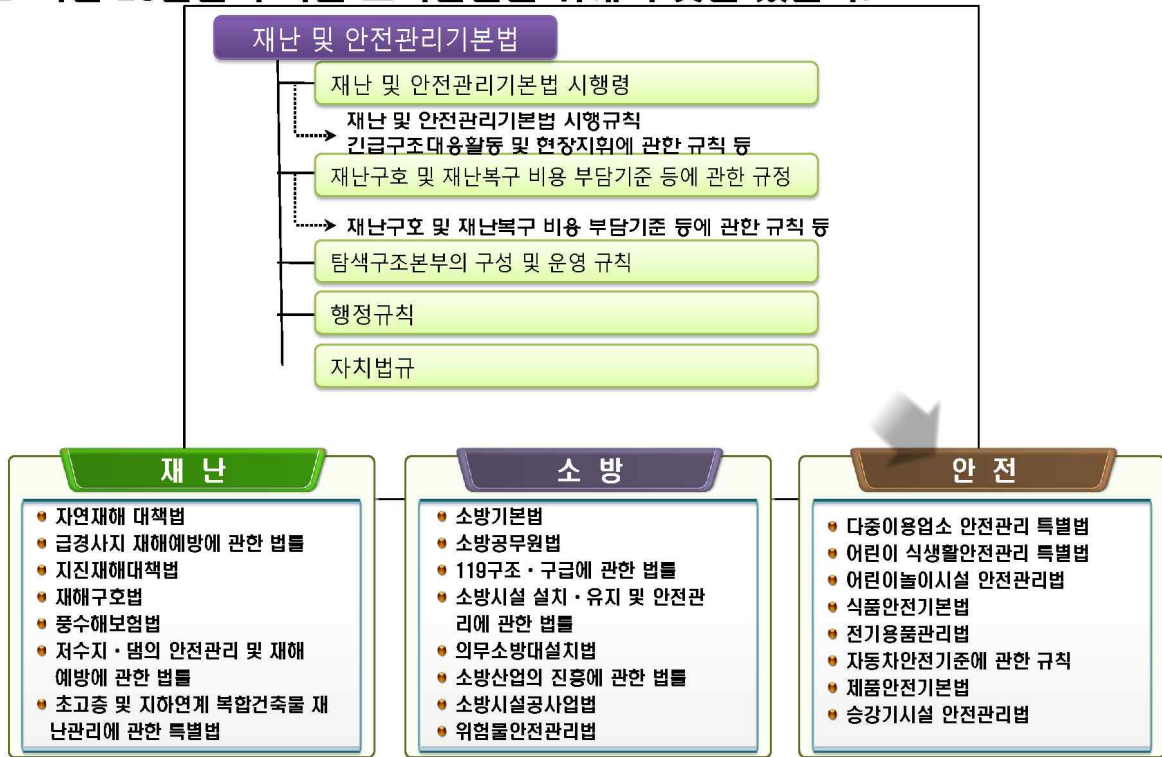 재난 및 안전관리기본법
재난 및 안전관리기본법 시행령
재난 및 안전관리기본법 시행규칙
긴급구조대응활동 및 현장지휘에 관한 규칙 등
재난구호 및 재난복구 비용 부담기준 등에 관한 규정
재난구호 및 재난복구 비용 부담기준 등에 관한 규칙 등
탐색구조본부의 구성 및 운영 규칙
행정규칙
자치법규
재 난
자연재해 대책법
급경사지 재해예방에 관한 법률
지진재해대책법
재해구호법
풍수해보험법
저수지·댐의 안전관리 및 재해
예방에 관한 법률
초고층 및 지하연계 복합건축물 재
난관리에 관한 특별법
소 방
소방기본법
소방공무원법
119구조·구급에 관한 법률
소방시설 설치·유지 및 안전관
리에 관한 법률
의무소방대설치법
소방산업의 진흥에 관한 법률
소방시설공사업법
위험물안전관리법
안 전
다중이용업소 안전관리 특별법
어린이 식생활안전관리 특별법
어린이놀이시설 안전관리법
식품안전기본법
전기용품관리법
자동차안전기준에 관한 규칙
제품안전기본법
승강기시설 안전관리법